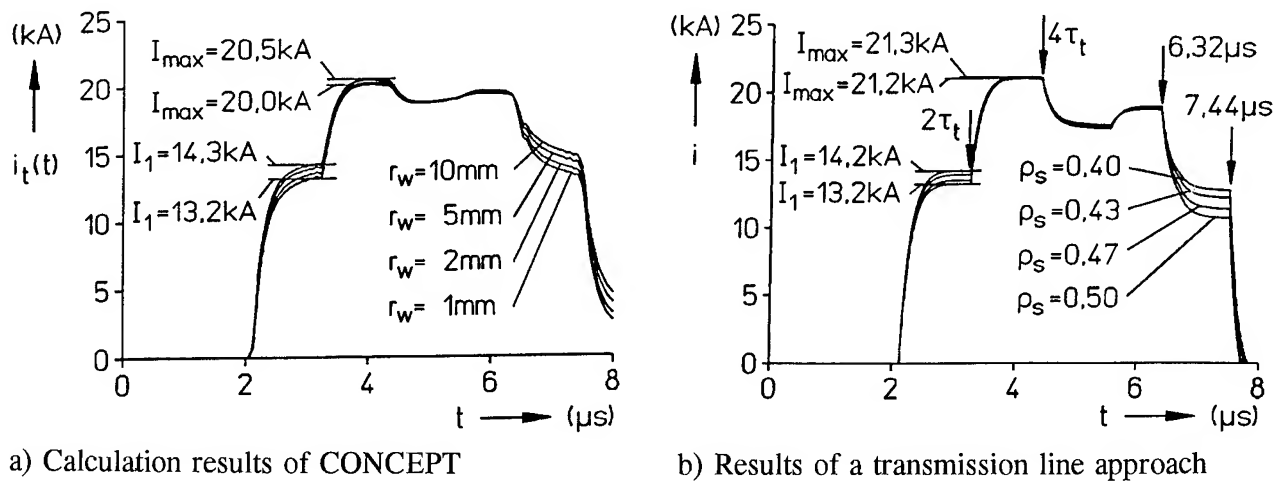 (kA)
i_t(t)
25
20
15
10
5
0
I_max=20,5kA
I_max=20,0kA
I_1=14,3kA
I_1=13,2kA
r_w=10mm
r_w= 5mm
r_w= 2mm
r_w= 1mm
0 2 4 6 8
t (µs)
a) Calculation results of CONCEPT
(kA)
i
25
20
15
10
5
0
I_max=21,3kA
I_max=21,2kA
I_1=14,2kA
I_1=13,2kA
2τ_t
4τ_t
6,32µs
7,44µs
ρ_s=0,40
ρ_s=0,43
ρ_s=0,47
ρ_s=0,50
0 2 4 6 8
t (µs)
b) Results of a transmission line approach